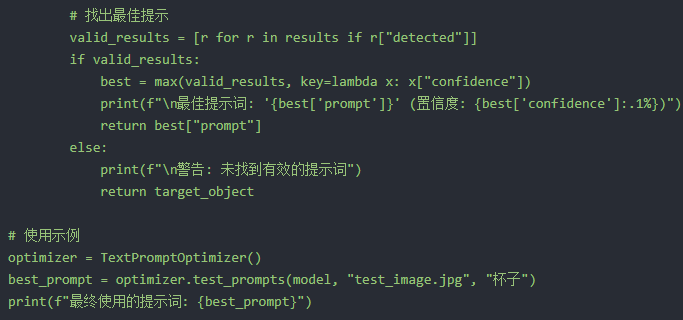 # 找出最佳提示
valid_results = [r for r in results if r["detected"]]
if valid_results:
best = max(valid_results, key=lambda x: x["confidence"])
print(f"\n最佳提示词: '{best['prompt']}' (置信度: {best['confidence']:.1%})")
return best["prompt"]
else:
print(f"\n警告: 未找到有效的提示词")
return target_object
# 使用示例
optimizer = TextPromptOptimizer()
best_prompt = optimizer.test_prompts(model, "test_image.jpg", "杯子")
print(f"最终使用的提示词: {best_prompt}")